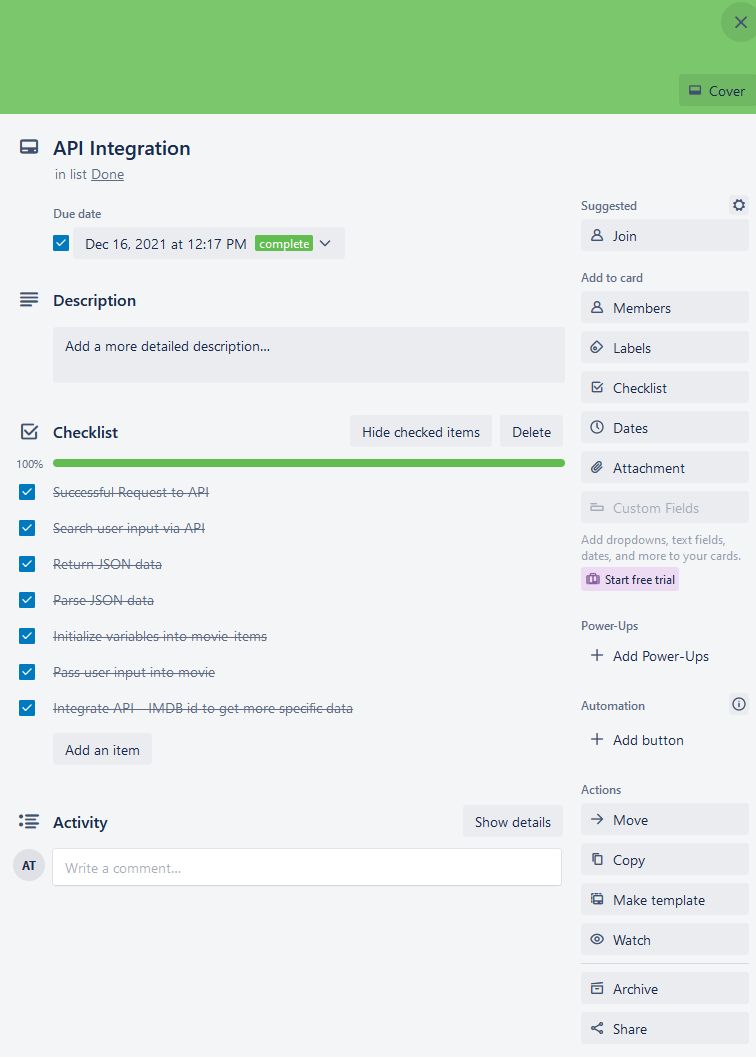 Cover
API Integration
in list Done
Due date
Dec 16, 2021 at 12:17 PM complete
Description
Add a more detailed description...
Checklist
Hide checked items
Delete
100%
Successful Request to API
Search user input via API
Return JSON data
Parse JSON data
Initialize variables into movie-items
Pass user input into movie
Integrate API - IMDB id to get more specific data
Add an item
Activity
Show details
AT
Write a comment...
Suggested
Join
Add to card
Members
Labels
Checklist
Dates
Attachment
Custom Fields
Add dropdowns, text fields,
dates, and more to your cards.
Start free trial
Power-Ups
Add Power-Ups
Automation
Add button
Actions
Move
Copy
Make template
Watch
Archive
Share